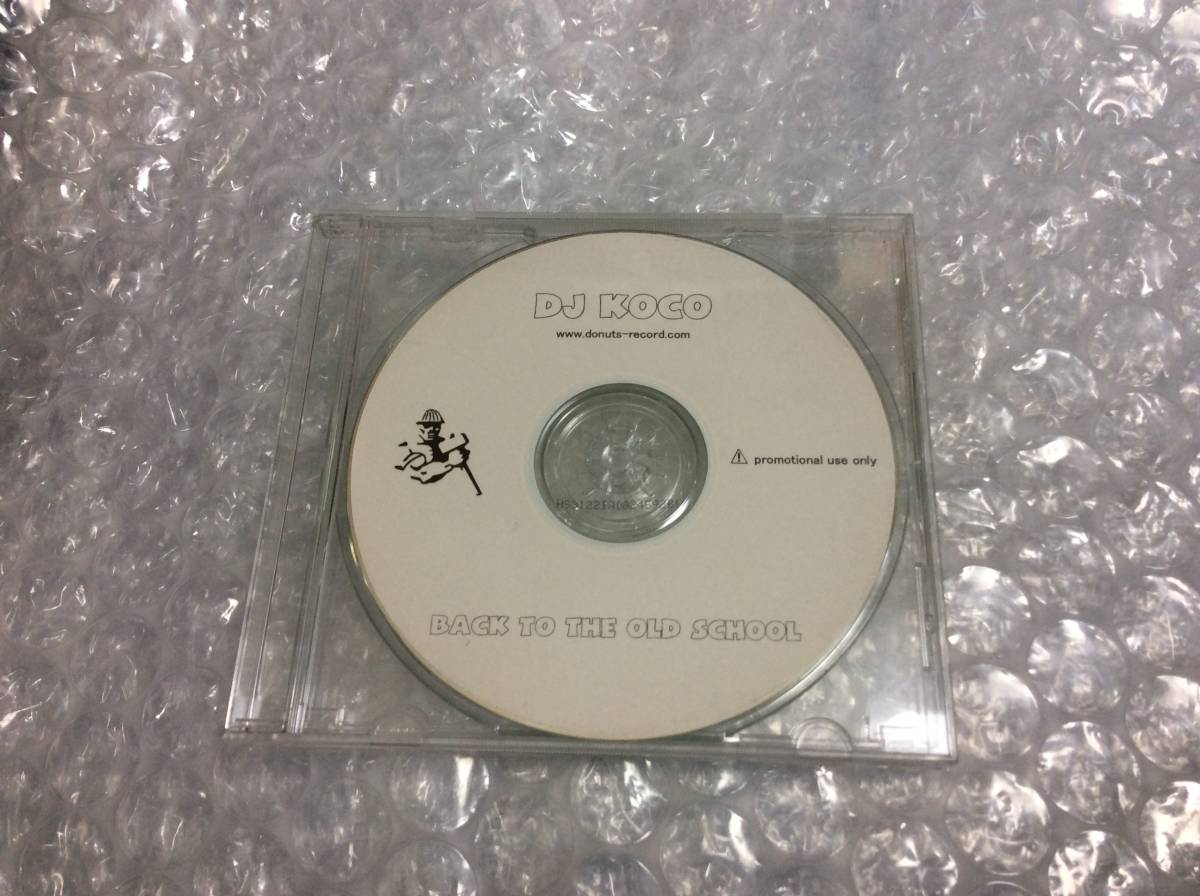 DJ KOCO
www.donuts-record.com
⚠ promotional use only
BACK TO THE OLD SCHOOL